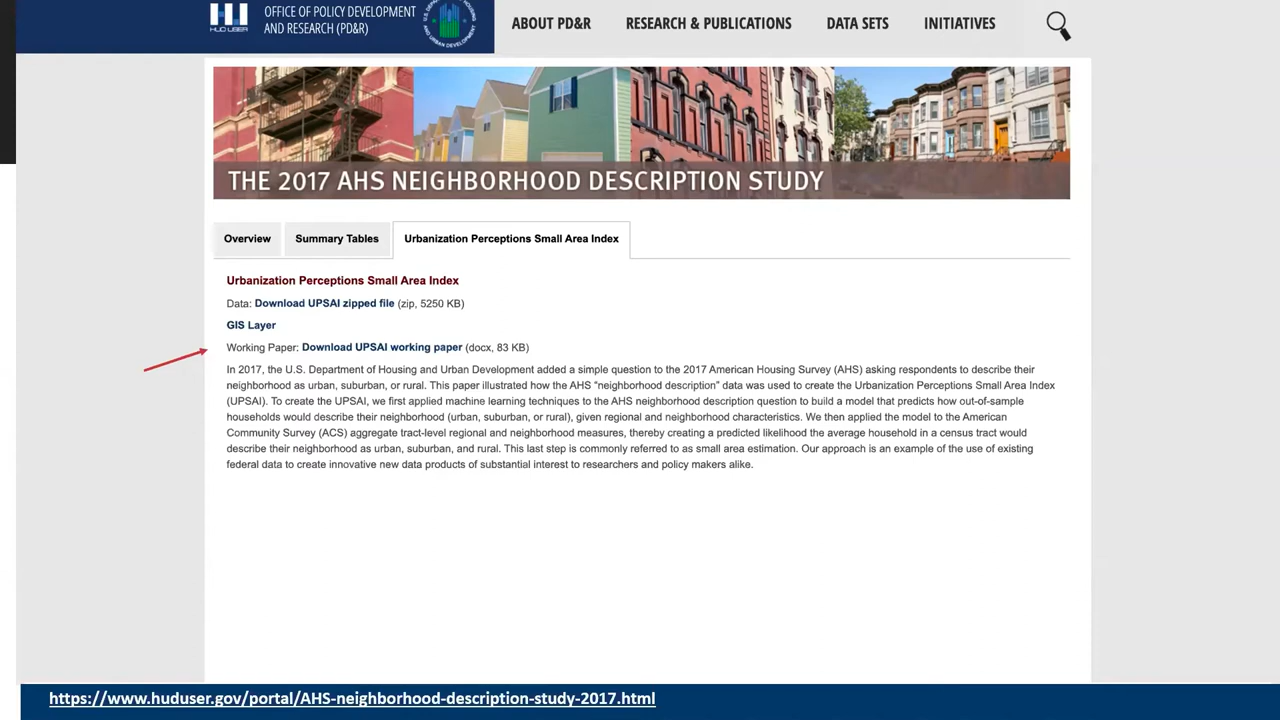 HUD USER
OFFICE OF POLICY DEVELOPMENT
AND RESEARCH (PD&R)
ABOUT PD&R
RESEARCH & PUBLICATIONS
DATA SETS
INITIATIVES
THE 2017 AHS NEIGHBORHOOD DESCRIPTION STUDY
Overview
Summary Tables
Urbanization Perceptions Small Area Index
Urbanization Perceptions Small Area Index
Data: Download UPSAI zipped file (zip, 5250 KB)
GIS Layer
Working Paper: Download UPSAI working paper (docx, 83 KB)
In 2017, the U.S. Department of Housing and Urban Development added a simple question to the 2017 American Housing Survey (AHS) asking respondents to describe their
neighborhood as urban, suburban, or rural. This paper illustrated how the AHS “neighborhood description” data was used to create the Urbanization Perceptions Small Area Index
(UPSAI). To create the UPSAI, we first applied machine learning techniques to the AHS neighborhood description question to build a model that predicts how out-of-sample
households would describe their neighborhood (urban, suburban, or rural), given regional and neighborhood characteristics. We then applied the model to the American
Community Survey (ACS) aggregate tract-level regional and neighborhood measures, thereby creating a predicted likelihood the average household in a census tract would
describe their neighborhood as urban, suburban, and rural. This last step is commonly referred to as small area estimation. Our approach is an example of the use of existing
federal data to create innovative new data products of substantial interest to researchers and policy makers alike.
https://www.huduser.gov/portal/AHS-neighborhood-description-study-2017.html